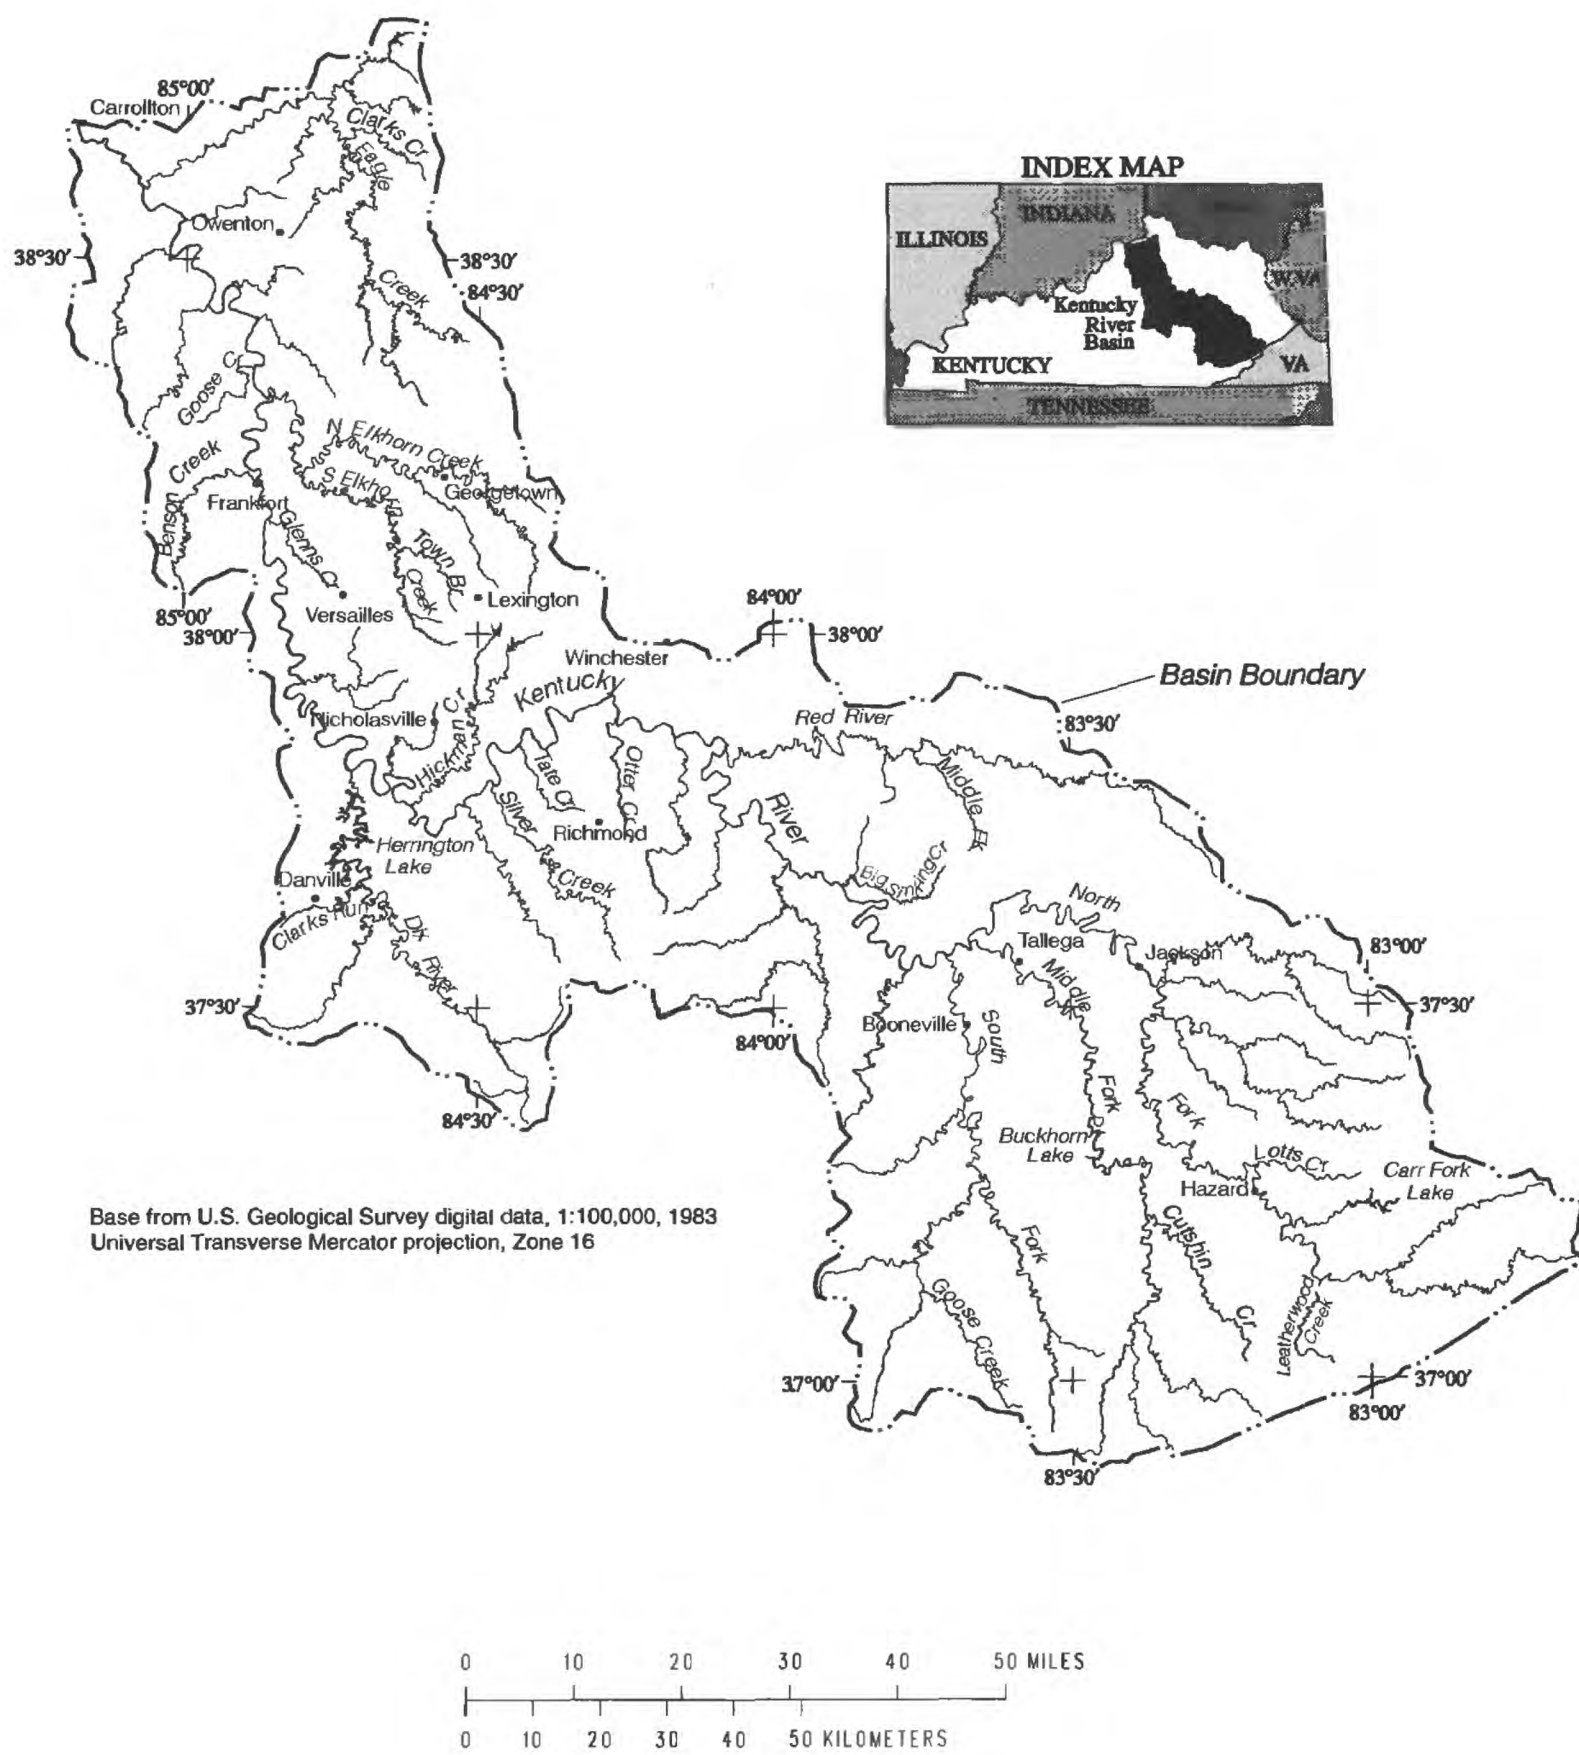 85°00'
Carrollton
Clarks Cr
Eagle
Owenton
38°30'
38°30'
84°30'
Creek
Goose Cr
N Elkhorn Creek
S Elkhorn
Georgetown
Benson Creek
Frankfort
Glenns Cr
Town Br
Creek
Versailles
Lexington
85°00'
38°00'
84°00'
38°00'
Winchester
Kentucky
Nicholasville
Hickman Cr
Red River
Basin Boundary
83°30'
Tate Cr
Otter Cr
Silver
Creek
Richmond
River
Middle Fk
Herrington
Lake
Danville
Clarks Run
Dix
River
North
Tallega
Jackson
83°00'
37°30'
37°30'
84°00'
84°30'
Middle
Booneville
South
Fork
Fork
Buckhorn
Lake
Lotts Cr
Hazard
Carr Fork
Lake
Cutshin
Cr
Fork
Goose Creek
Leatherwood
Creek
37°00'
37°00'
83°00'
83°30'
INDEX MAP
ILLINOIS
INDIANA
W.VA
Kentucky
River
Basin
KENTUCKY
VA
TENNESSEE
Base from U.S. Geological Survey digital data, 1:100,000, 1983
Universal Transverse Mercator projection, Zone 16
0 10 20 30 40 50 MILES
0 10 20 30 40 50 KILOMETERS